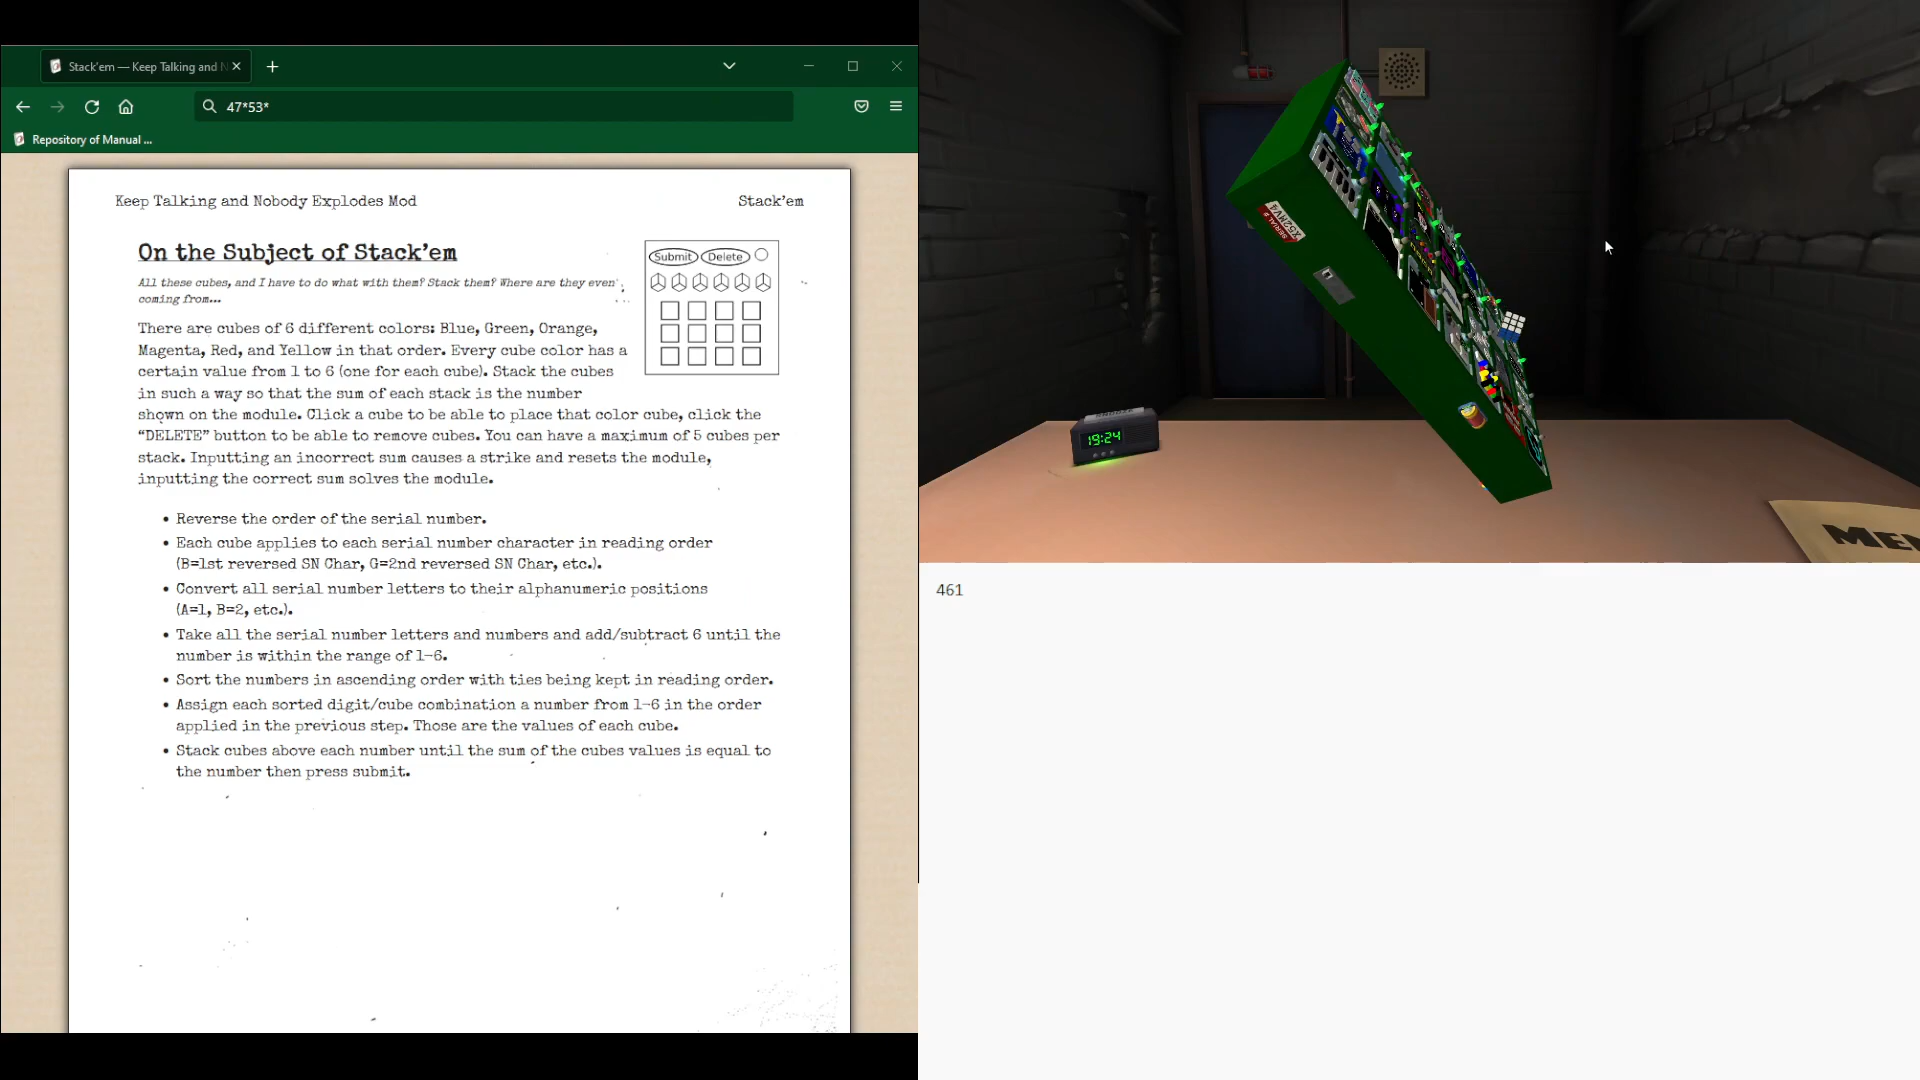 Stack'em — Keep Talking and N
47*53*
Repository of Manual ...
Keep Talking and Nobody Explodes Mod
Stack'em
On the Subject of Stack'em
All these cubes, and I have to do what with them? Stack them? Where are they even
coming from...
Submit
Delete
There are cubes of 6 different colors: Blue, Green, Orange,
Magenta, Red, and Yellow in that order. Every cube color has a
certain value from 1 to 6 (one for each cube). Stack the cubes
in such a way so that the sum of each stack is the number
shown on the module. Click a cube to be able to place that color cube, click the
“DELETE” button to be able to remove cubes. You can have a maximum of 5 cubes per
stack. Inputting an incorrect sum causes a strike and resets the module,
inputting the correct sum solves the module.
• Reverse the order of the serial number.
• Each cube applies to each serial number character in reading order
(B=1st reversed SN Char, G=2nd reversed SN Char, etc.).
• Convert all serial number letters to their alphanumeric positions
(A=1, B=2, etc.).
• Take all the serial number letters and numbers and add/subtract 6 until the
number is within the range of 1-6.
• Sort the numbers in ascending order with ties being kept in reading order.
• Assign each sorted digit/cube combination a number from 1-6 in the order
applied in the previous step. Those are the values of each cube.
• Stack cubes above each number until the sum of the cubes values is equal to
the number then press submit.
SERIAL #
X52MV4
19:24
461